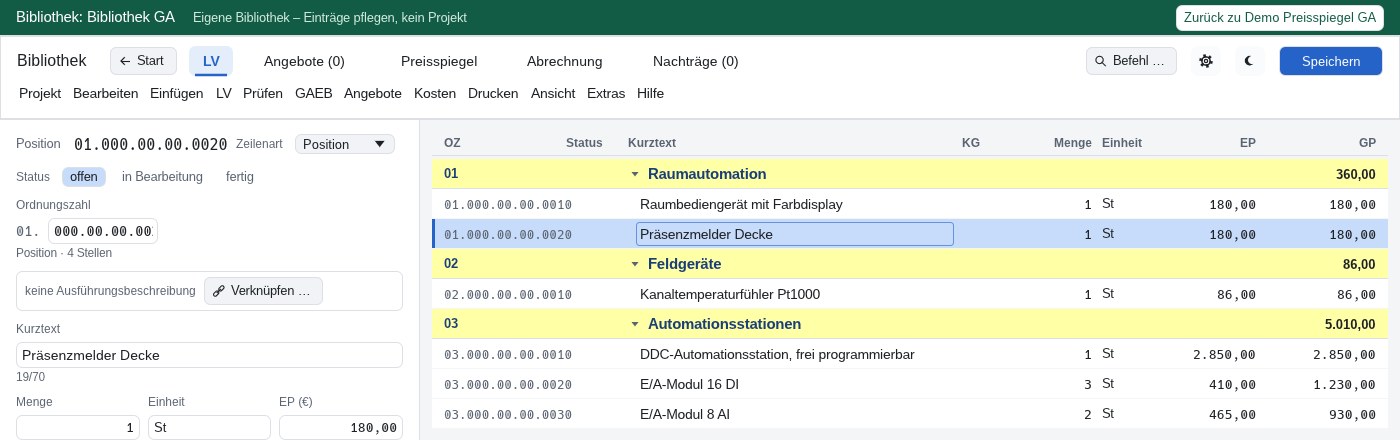 Bibliothek: Bibliothek GA Eigene Bibliothek – Einträge pflegen, kein Projekt Zurück zu Demo Preisspiegel GA
Bibliothek ← Start LV Angebote (0) Preisspiegel Abrechnung Nachträge (0) Befehl … Speichern
Projekt Bearbeiten Einfügen LV Prüfen GAEB Angebote Kosten Drucken Ansicht Extras Hilfe
Position 01.000.00.00.0020 Zeilenart Position
Status offen in Bearbeitung fertig
Ordnungszahl
01. 000.00.00.00
Position · 4 Stellen
keine Ausführungsbeschreibung Verknüpfen …
Kurztext
Präsenzmelder Decke
19/70
Menge Einheit EP (€)
1 St 180,00
OZ Status Kurztext KG Menge Einheit EP GP
01 Raumautomation 360,00
01.000.00.00.0010 Raumbediengerät mit Farbdisplay 1 St 180,00 180,00
01.000.00.00.0020 Präsenzmelder Decke 1 St 180,00 180,00
02 Feldgeräte 86,00
02.000.00.00.0010 Kanaltemperaturfühler Pt1000 1 St 86,00 86,00
03 Automationsstationen 5.010,00
03.000.00.00.0010 DDC-Automationsstation, frei programmierbar 1 St 2.850,00 2.850,00
03.000.00.00.0020 E/A-Modul 16 DI 3 St 410,00 1.230,00
03.000.00.00.0030 E/A-Modul 8 AI 2 St 465,00 930,00